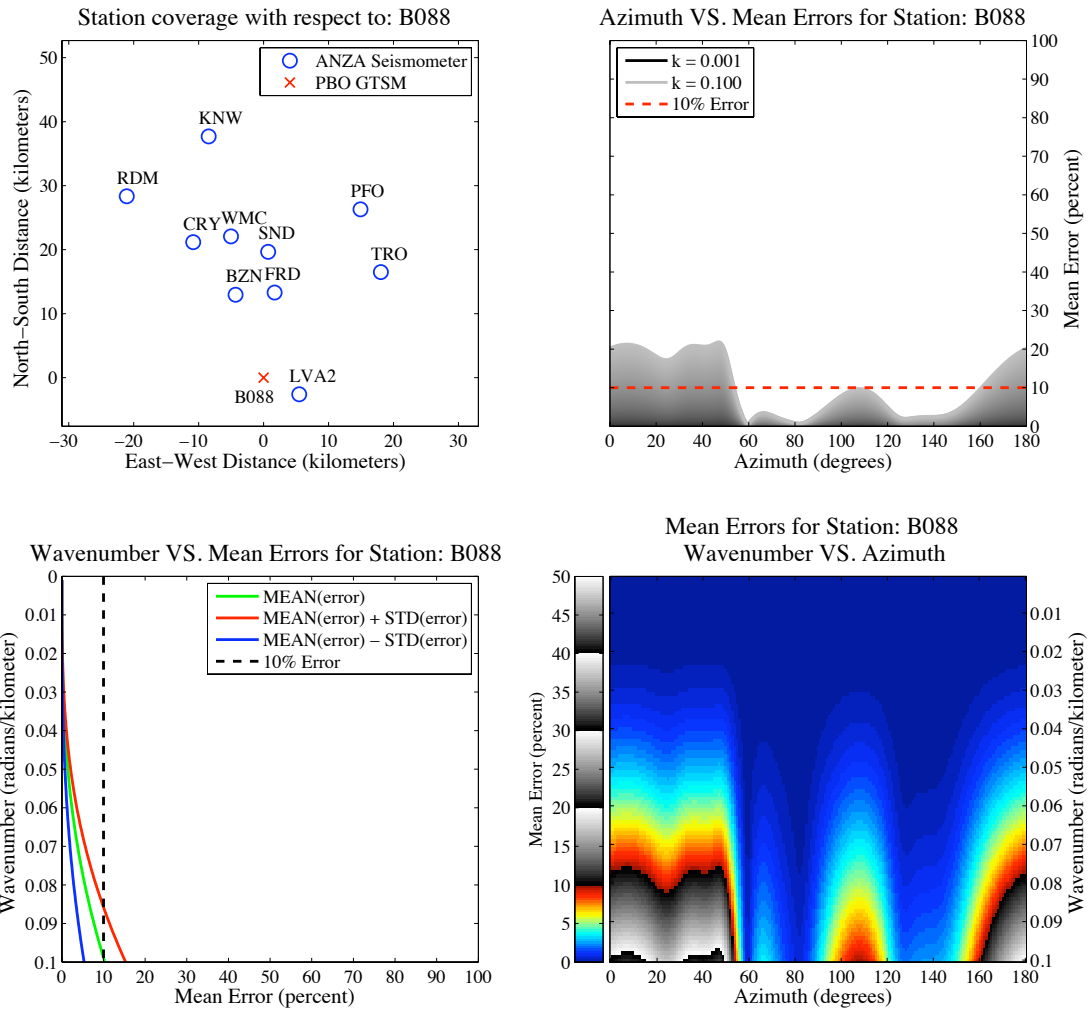 Station coverage with respect to: B088
ANZA Seismometer
PBO GTSM
KNW
RDM
PFO
CRY
WMC
SND
TRO
BZN
FRD
LVA2
B088
50
40
30
20
10
0
−30
−20
−10
0
10
20
30
North−South Distance (kilometers)
East−West Distance (kilometers)
Azimuth VS. Mean Errors for Station: B088
k = 0.001
k = 0.100
10% Error
100
90
80
70
60
50
40
30
20
10
0
0
20
40
60
80
100
120
140
160
180
Mean Error (percent)
Azimuth (degrees)
Wavenumber VS. Mean Errors for Station: B088
MEAN(error)
MEAN(error) + STD(error)
MEAN(error) − STD(error)
10% Error
0
0.01
0.02
0.03
0.04
0.05
0.06
0.07
0.08
0.09
0.1
0
10
20
30
40
50
60
70
80
90
100
Wavenumber (radians/kilometer)
Mean Error (percent)
Mean Errors for Station: B088
Wavenumber VS. Azimuth
50
45
40
35
30
25
20
15
10
5
0
Mean Error (percent)
0.01
0.02
0.03
0.04
0.05
0.06
0.07
0.08
0.09
0.1
0
20
40
60
80
100
120
140
160
180
Wavenumber (radians/kilometer)
Azimuth (degrees)